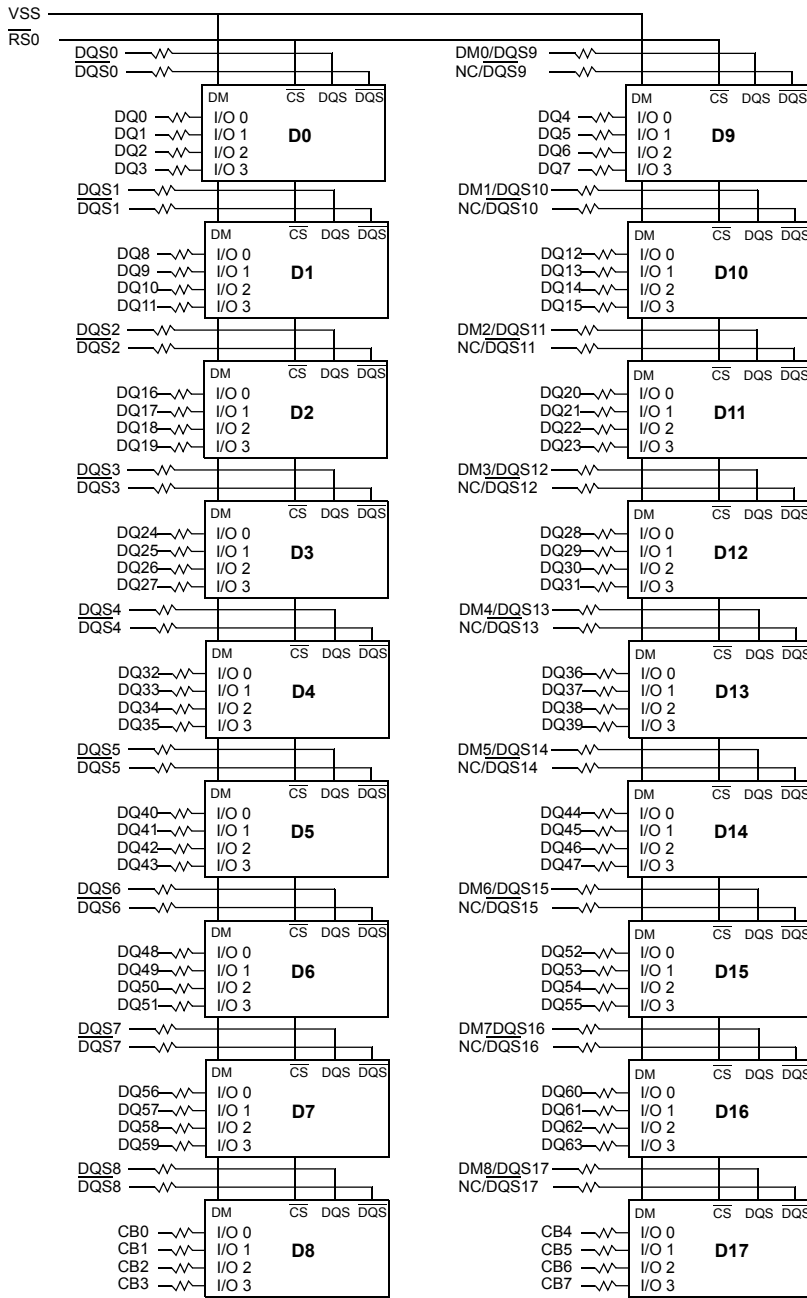 VSS
RS0
DQS0
DQS0
DM CS DQS DQS
DQ0 I/O 0
DQ1 I/O 1 D0
DQ2 I/O 2
DQ3 I/O 3
DQS1
DQS1
DM CS DQS DQS
DQ8 I/O 0
DQ9 I/O 1 D1
DQ10 I/O 2
DQ11 I/O 3
DQS2
DQS2
DM CS DQS DQS
DQ16 I/O 0
DQ17 I/O 1 D2
DQ18 I/O 2
DQ19 I/O 3
DQS3
DQS3
DM CS DQS DQS
DQ24 I/O 0
DQ25 I/O 1 D3
DQ26 I/O 2
DQ27 I/O 3
DQS4
DQS4
DM CS DQS DQS
DQ32 I/O 0
DQ33 I/O 1 D4
DQ34 I/O 2
DQ35 I/O 3
DQS5
DQS5
DM CS DQS DQS
DQ40 I/O 0
DQ41 I/O 1 D5
DQ42 I/O 2
DQ43 I/O 3
DQS6
DQS6
DM CS DQS DQS
DQ48 I/O 0
DQ49 I/O 1 D6
DQ50 I/O 2
DQ51 I/O 3
DQS7
DQS7
DM CS DQS DQS
DQ56 I/O 0
DQ57 I/O 1 D7
DQ58 I/O 2
DQ59 I/O 3
DQS8
DQS8
DM CS DQS DQS
CB0 I/O 0
CB1 I/O 1 D8
CB2 I/O 2
CB3 I/O 3
DM0/DQS9
NC/DQS9
DM CS DQS DQS
DQ4 I/O 0
DQ5 I/O 1 D9
DQ6 I/O 2
DQ7 I/O 3
DM1/DQS10
NC/DQS10
DM CS DQS DQS
DQ12 I/O 0
DQ13 I/O 1 D10
DQ14 I/O 2
DQ15 I/O 3
DM2/DQS11
NC/DQS11
DM CS DQS DQS
DQ20 I/O 0
DQ21 I/O 1 D11
DQ22 I/O 2
DQ23 I/O 3
DM3/DQS12
NC/DQS12
DM CS DQS DQS
DQ28 I/O 0
DQ29 I/O 1 D12
DQ30 I/O 2
DQ31 I/O 3
DM4/DQS13
NC/DQS13
DM CS DQS DQS
DQ36 I/O 0
DQ37 I/O 1 D13
DQ38 I/O 2
DQ39 I/O 3
DM5/DQS14
NC/DQS14
DM CS DQS DQS
DQ44 I/O 0
DQ45 I/O 1 D14
DQ46 I/O 2
DQ47 I/O 3
DM6/DQS15
NC/DQS15
DM CS DQS DQS
DQ52 I/O 0
DQ53 I/O 1 D15
DQ54 I/O 2
DQ55 I/O 3
DM7DQS16
NC/DQS16
DM CS DQS DQS
DQ60 I/O 0
DQ61 I/O 1 D16
DQ62 I/O 2
DQ63 I/O 3
DM8/DQS17
NC/DQS17
DM CS DQS DQS
CB4 I/O 0
CB5 I/O 1 D17
CB6 I/O 2
CB7 I/O 3